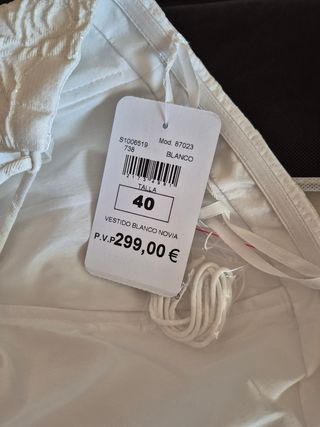 S1006519 Mod. 87023
738 BLANCO
TALLA
40
VESTIDO BLANCO NOVIA
P.V.P 299,00 €